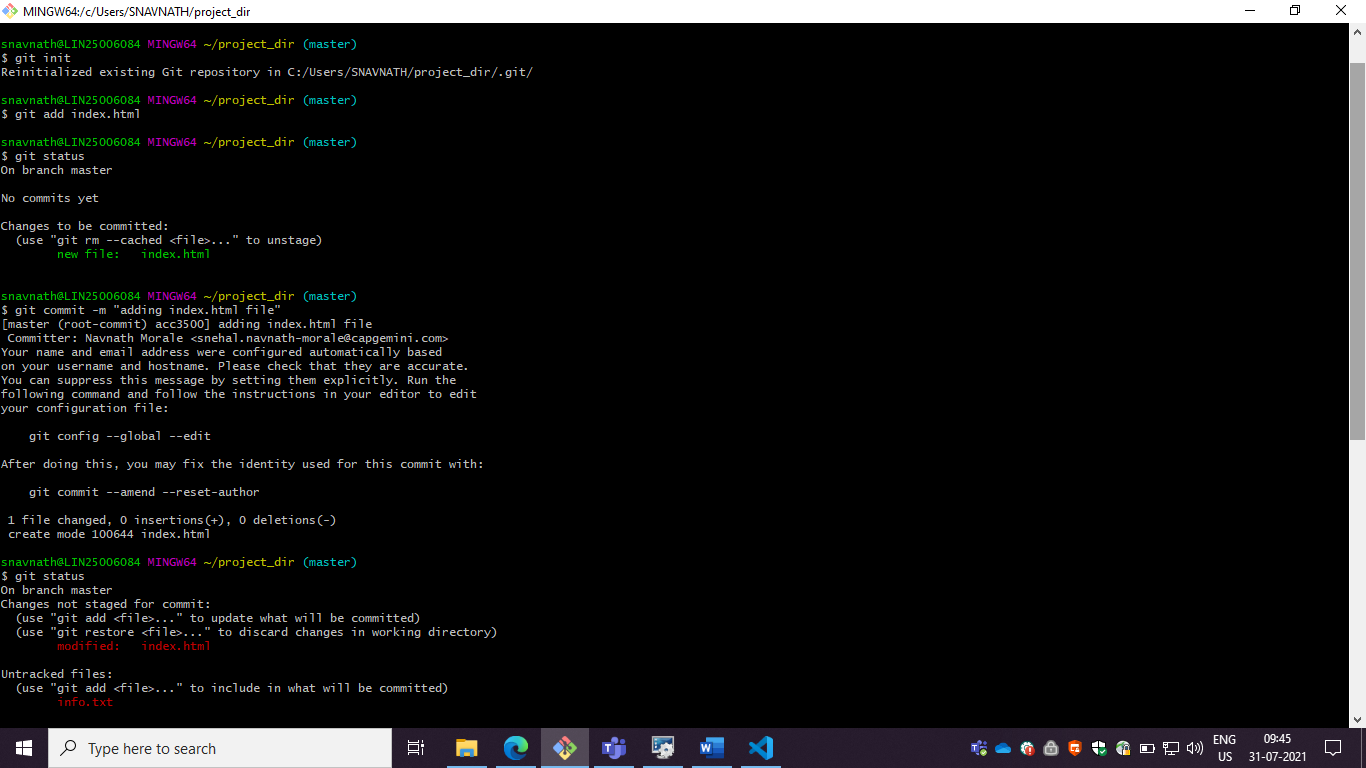 MINGW64:/c/Users/SNAVNATH/project_dir
snavnath@LIN25006084 MINGW64 ~/project_dir (master)
$ git init
Reinitialized existing Git repository in C:/Users/SNAVNATH/project_dir/.git/
snavnath@LIN25006084 MINGW64 ~/project_dir (master)
$ git add index.html
snavnath@LIN25006084 MINGW64 ~/project_dir (master)
$ git status
On branch master
No commits yet
Changes to be committed:
(use "git rm --cached <file>..." to unstage)
new file:   index.html
snavnath@LIN25006084 MINGW64 ~/project_dir (master)
$ git commit -m "adding index.html file"
[master (root-commit) acc3500] adding index.html file
Committer: Navnath Morale <snehal.navnath-morale@capgemini.com>
Your name and email address were configured automatically based
on your username and hostname. Please check that they are accurate.
You can suppress this message by setting them explicitly. Run the
following command and follow the instructions in your editor to edit
your configuration file:
git config --global --edit
After doing this, you may fix the identity used for this commit with:
git commit --amend --reset-author
1 file changed, 0 insertions(+), 0 deletions(-)
create mode 100644 index.html
snavnath@LIN25006084 MINGW64 ~/project_dir (master)
$ git status
On branch master
Changes not staged for commit:
(use "git add <file>..." to update what will be committed)
(use "git restore <file>..." to discard changes in working directory)
modified:   index.html
Untracked files:
(use "git add <file>..." to include in what will be committed)
info.txt
Type here to search
ENG
US
09:45
31-07-2021